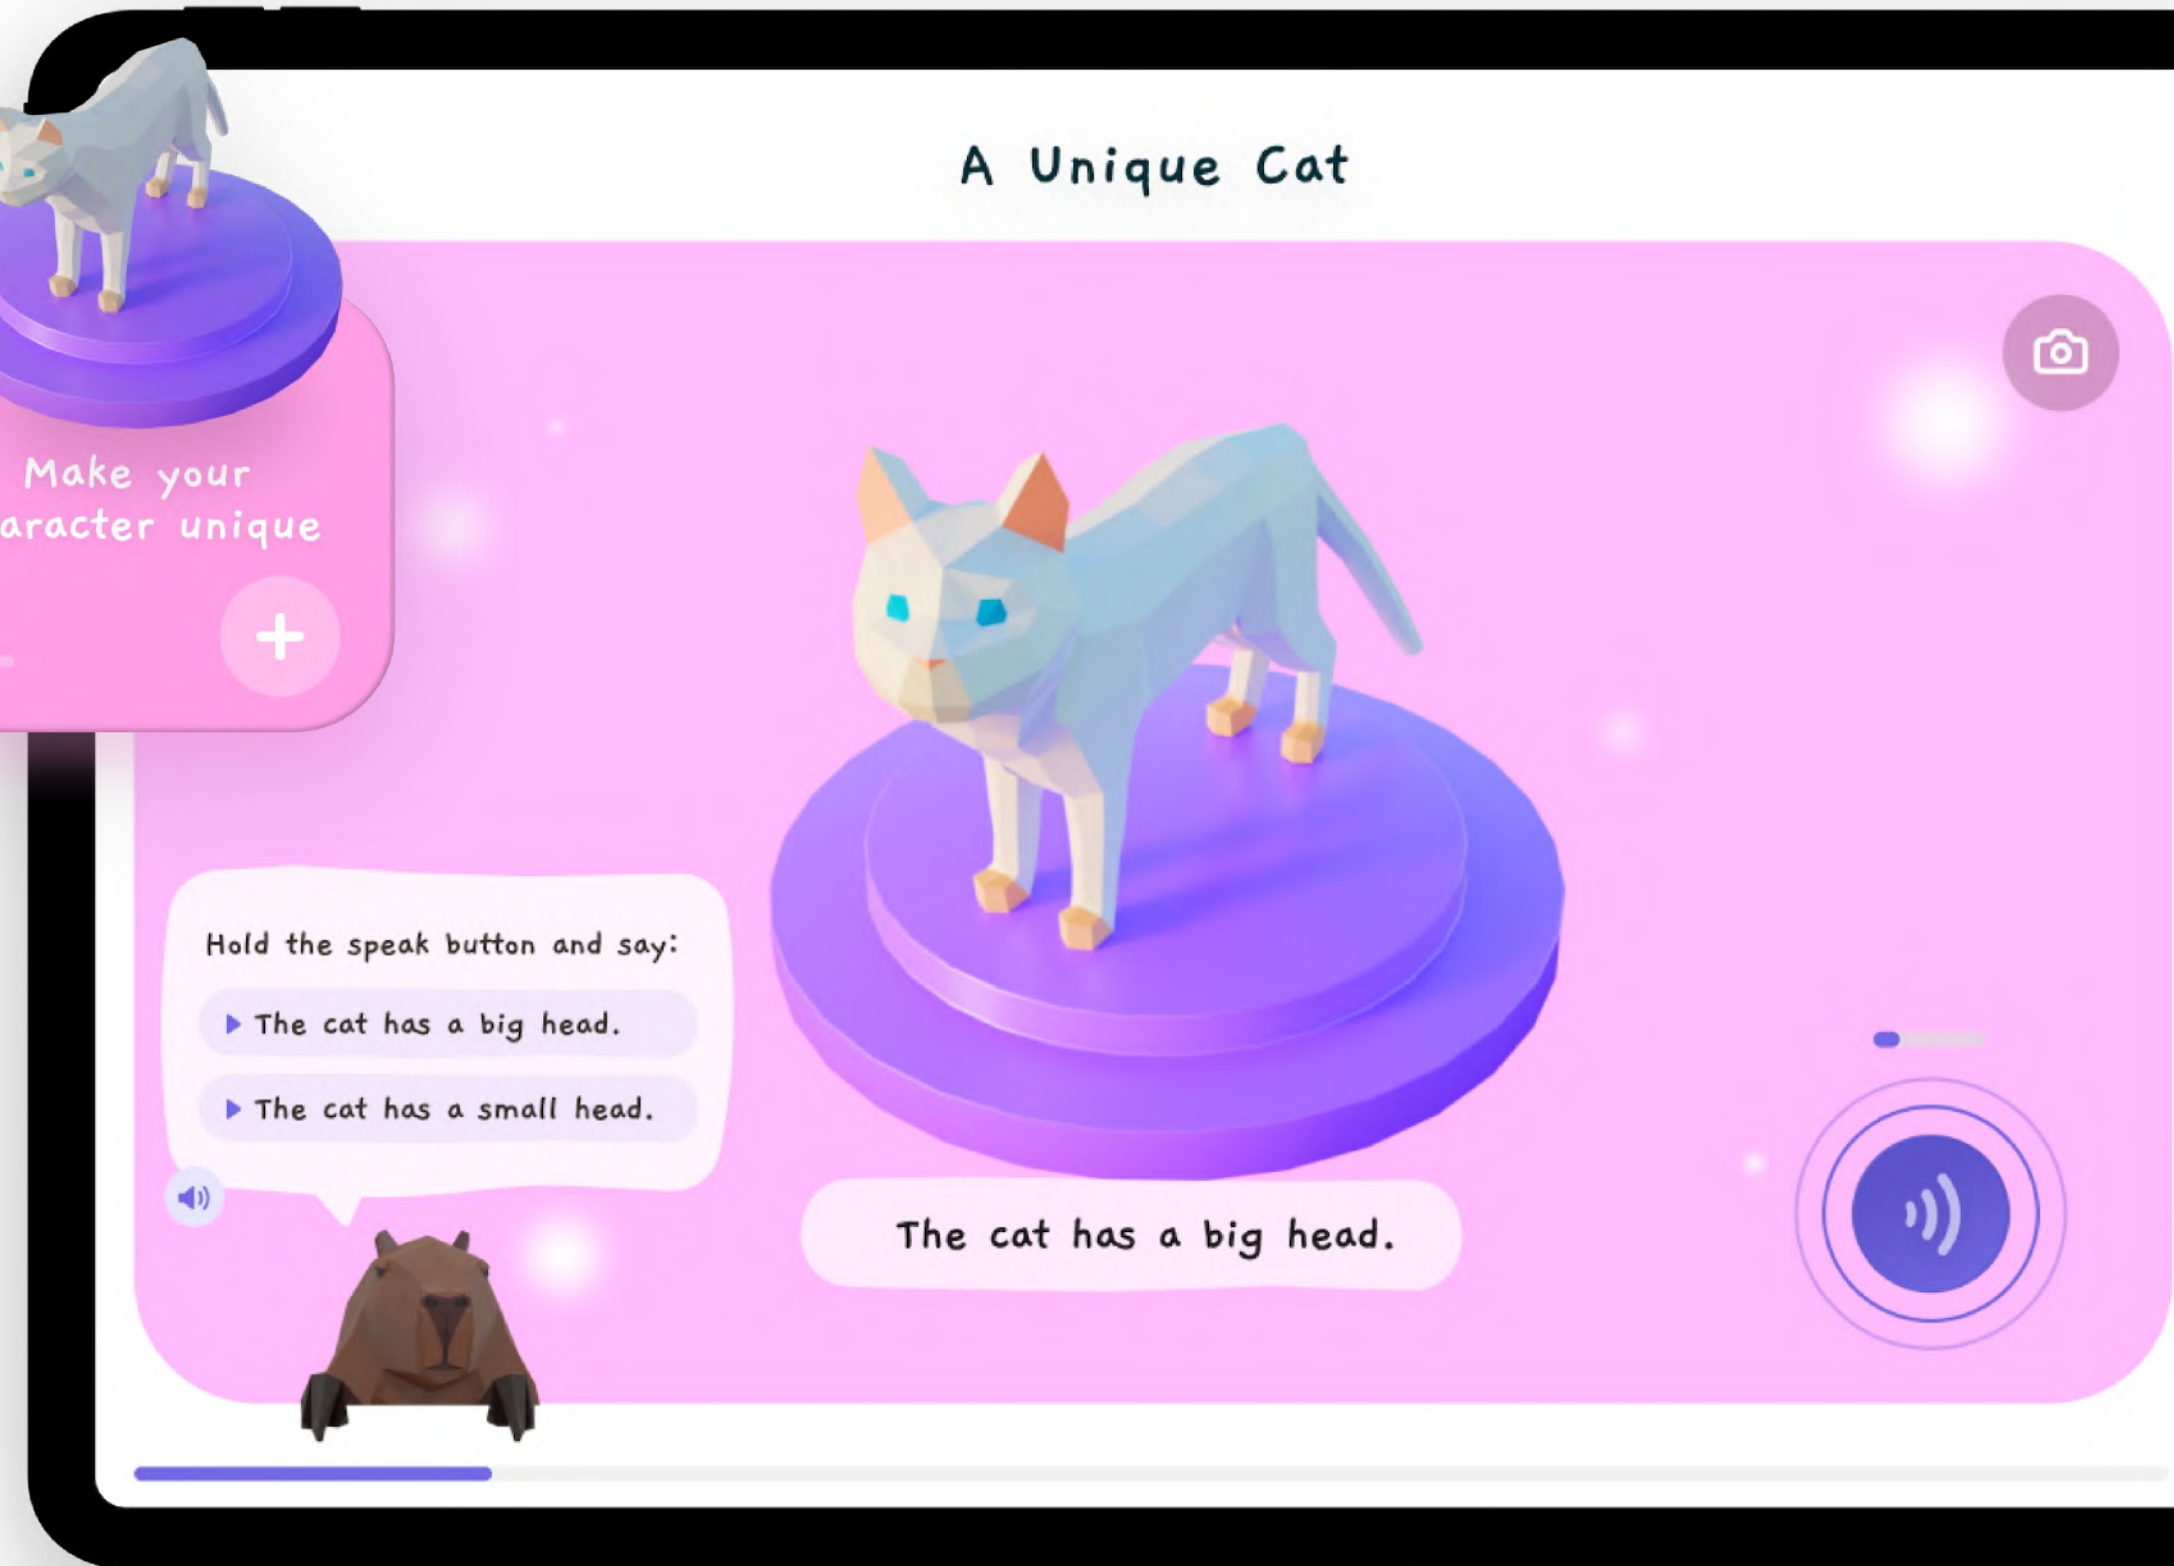 A Unique Cat
Make your
aracter unique
Hold the speak button and say:
The cat has a big head.
The cat has a small head.
The cat has a big head.